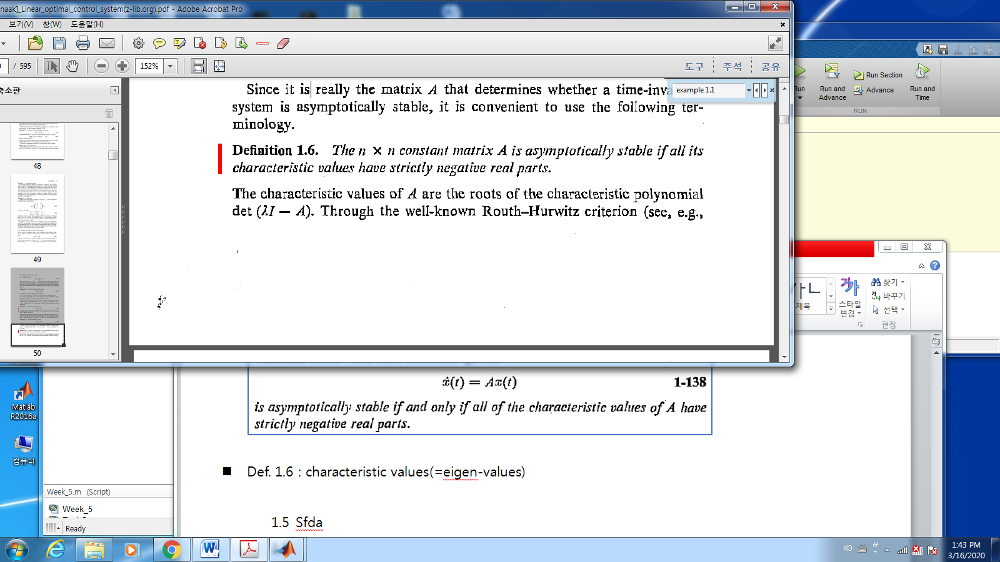 naak]_Linear_optimal_control_system(z-lib.org).pdf - Adobe Acrobat Pro
보기(V) 창(W) 도움말(H)
/ 595
152%
도구
주석
공유
example 1.1
축소판
48
49
50
Since it is really the matrix A that determines whether a
system is asymptotically stable, it is convenient to use the following ter-
minology.
Definition 1.6. The n × n constant matrix A is asymptotically stable if all its
characteristic values have strictly negative real parts.
The characteristic values of A are the roots of the characteristic polynomial
det (λI — A). Through the well-known Routh–Hurwitz criterion (see, e.g.,
Run Section
Run and Advance
Advance
Run and Time
RUN
제목
스타일 변경
찾기
바꾸기
선택
편집
ẋ(t) = Ax(t) 1-138
is asymptotically stable if and only if all of the characteristic values of A have
strictly negative real parts.
■ Def. 1.6 : characteristic values(=eigen-values)
1.5 Sfda
Matlab
R2016a
컴퓨터
Week_5.m (Script)
Week_5
Ready
KO
1:43 PM
3/16/2020